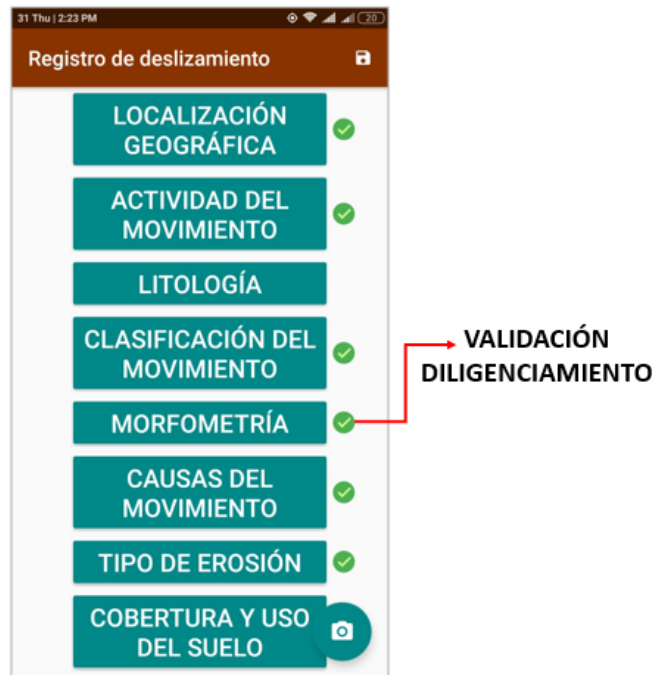 31 Thu | 2:23 PM
20
Registro de deslizamiento
LOCALIZACIÓN
GEOGRÁFICA
ACTIVIDAD DEL
MOVIMIENTO
LITOLOGÍA
CLASIFICACIÓN DEL
MOVIMIENTO
VALIDACIÓN
DILIGENCIAMIENTO
MORFOMETRÍA
CAUSAS DEL
MOVIMIENTO
TIPO DE EROSIÓN
COBERTURA Y USO
DEL SUELO